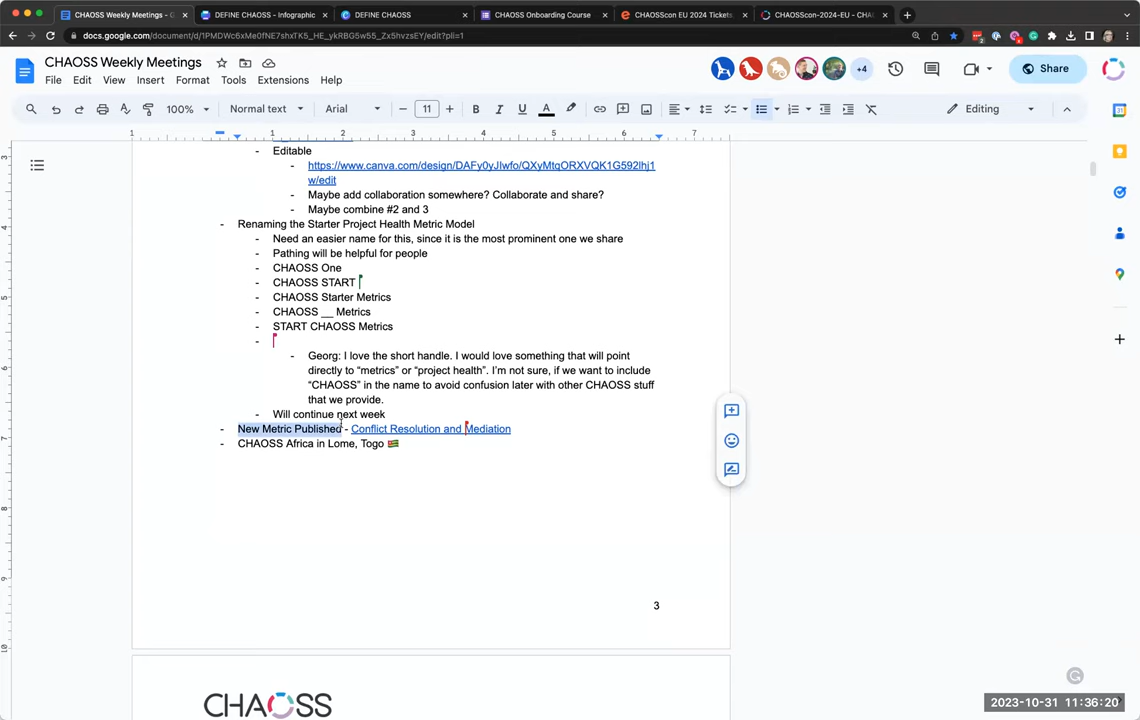 CHAOSS Weekly Meetings - G
DEFINE CHAOSS - Infographic
DEFINE CHAOSS
CHAOSS Onboarding Course
CHAOSScon EU 2024 Tickets
CHAOSScon-2024-EU - CHA
docs.google.com/document/d/1PMDWc6xMe0fNE7shxTK5_HE_ykRBG5w55_Zx5hvzsEY/edit?pli=1
CHAOSS Weekly Meetings
File Edit View Insert Format Tools Extensions Help
+4
Share
100% Normal text Arial 11 B I U A Editing
1 1 2 3 4 5 6 7
Editable
https://www.canva.com/design/DAFy0yJlwfo/QXyMtqORXVQK1G592lhj1
w/edit
- Maybe add collaboration somewhere? Collaborate and share?
- Maybe combine #2 and 3
- Renaming the Starter Project Health Metric Model
- Need an easier name for this, since it is the most prominent one we share
- Pathing will be helpful for people
- CHAOSS One
- CHAOSS START
- CHAOSS Starter Metrics
- CHAOSS __ Metrics
- START CHAOSS Metrics
-
- Georg: I love the short handle. I would love something that will point
directly to “metrics” or “project health”. I’m not sure, if we want to include
“CHAOSS” in the name to avoid confusion later with other CHAOSS stuff
that we provide.
- Will continue next week
- New Metric Published - Conflict Resolution and Mediation
- CHAOSS Africa in Lome, Togo 🇹🇬
3
CHAOSS
2023-10-31 11:36:20